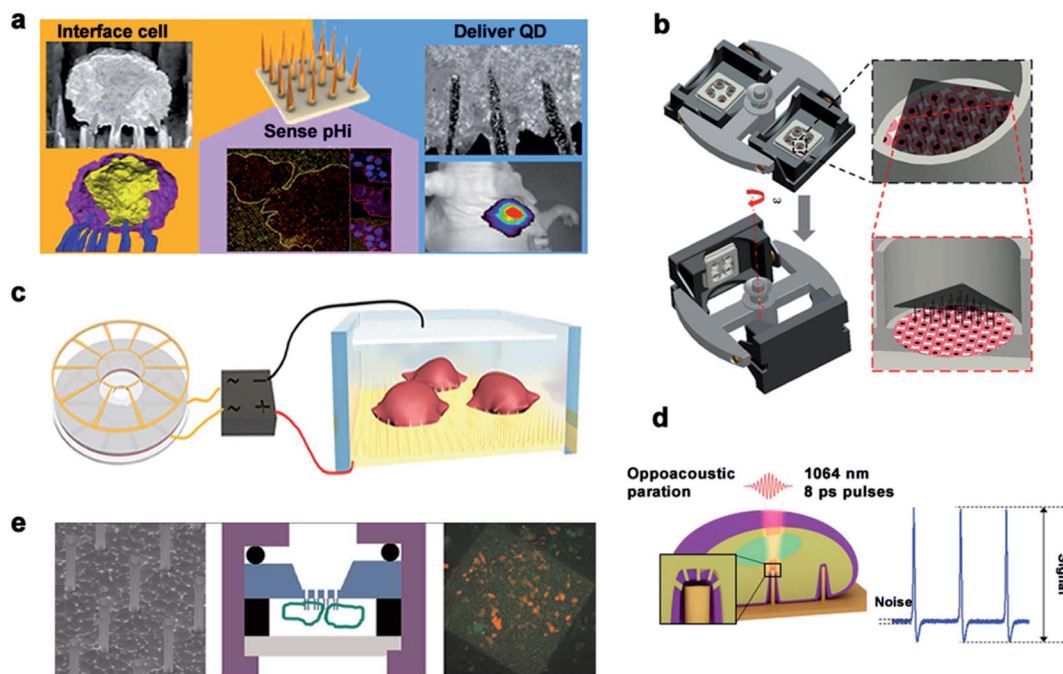 a
Interface cell
Deliver QD
Sense pHi
b
ω
c
~
−
~
+
d
Oppoacoustic
paration
1064 nm
8 ps pulses
Noise
Signal
e